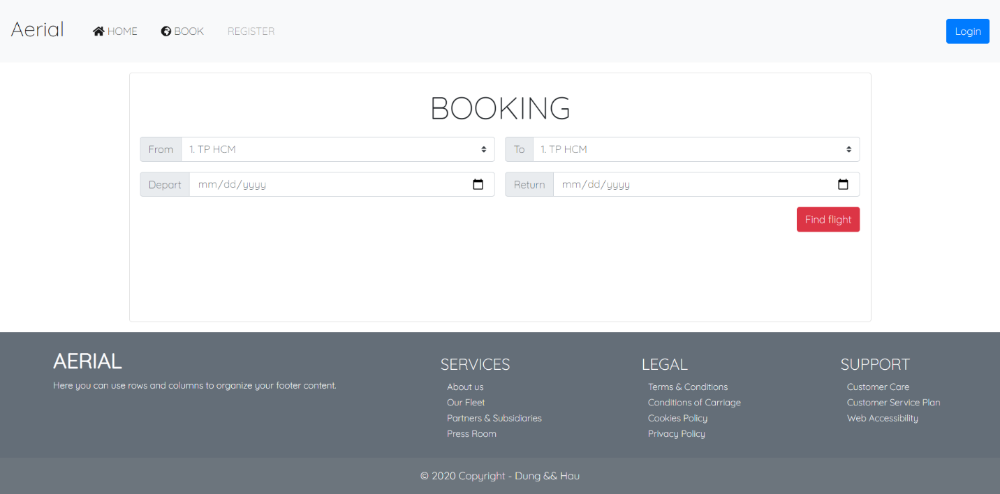 Aerial HOME BOOK REGISTER Login
BOOKING
From 1. TP HCM To 1. TP HCM
Depart mm/dd/yyyy Return mm/dd/yyyy
Find flight
AERIAL
Here you can use rows and columns to organize your footer content.
SERVICES
About us
Our Fleet
Partners & Subsidiaries
Press Room
LEGAL
Terms & Conditions
Conditions of Carriage
Cookies Policy
Privacy Policy
SUPPORT
Customer Care
Customer Service Plan
Web Accessibility
© 2020 Copyright - Dung && Hau